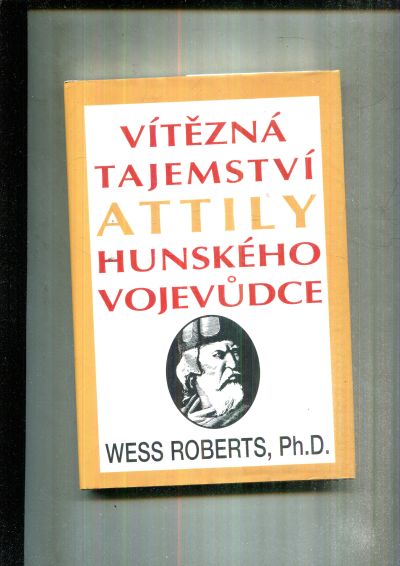 VÍTĚZNÁ
TAJEMSTVÍ
ATTILY
HUNSKÉHO
VOJEVŮDCE
WESS ROBERTS, Ph.D.